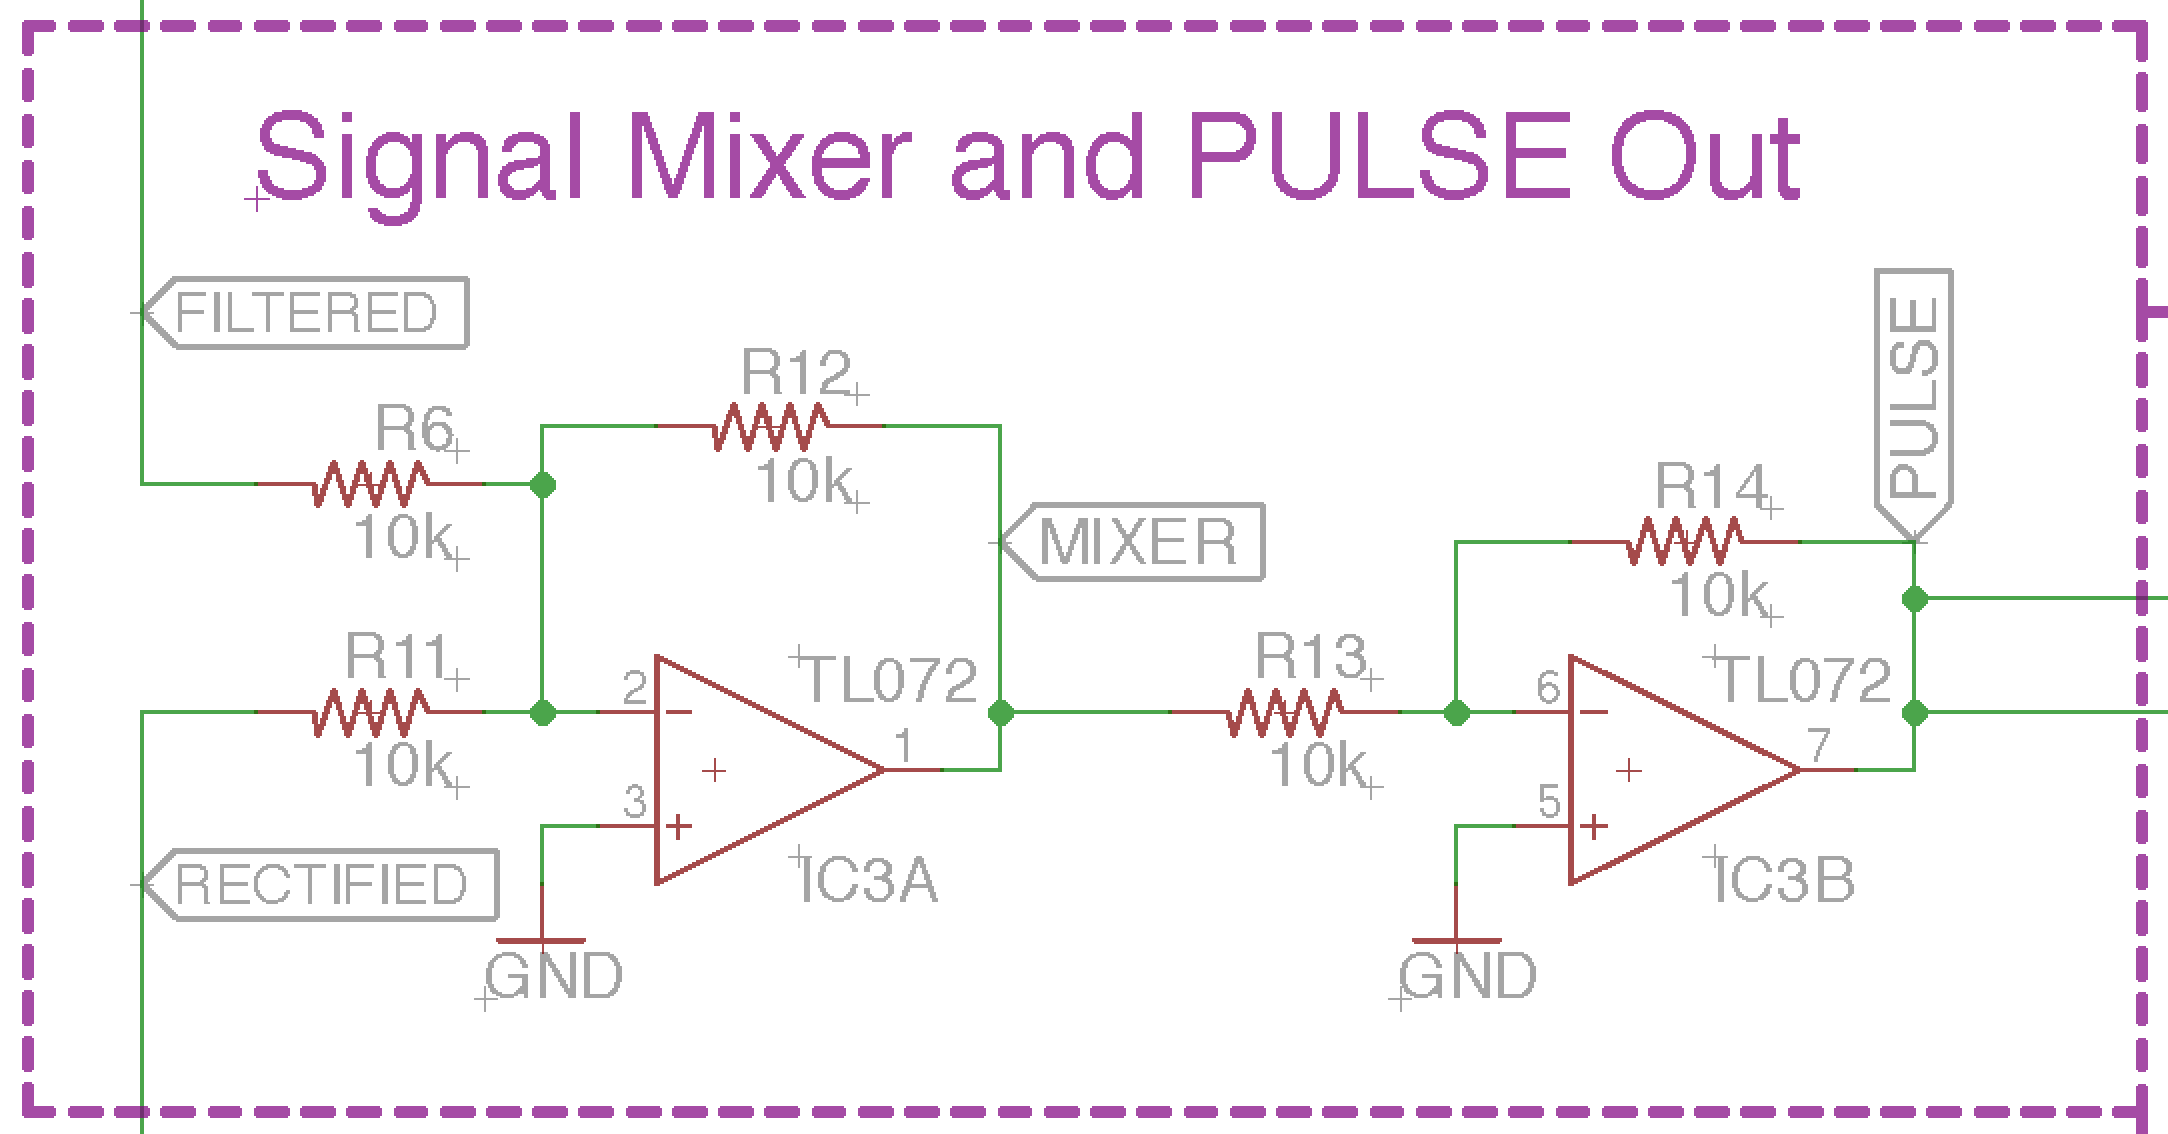 Signal Mixer and PULSE Out
FILTERED
PULSE
R12
10k
R6
10k
MIXER
R14
10k
R11
10k
2
3
TL072
1
IC3A
R13
10k
6
5
TL072
7
IC3B
RECTIFIED
GND
GND